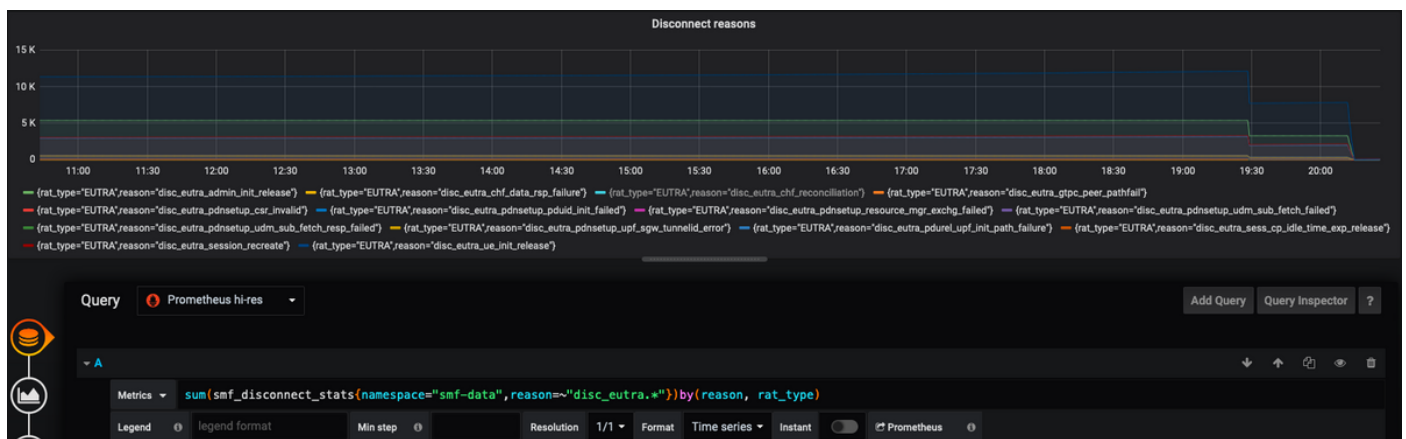 Disconnect reasons
15 K
10 K
5 K
0
11:00 11:30 12:00 12:30 13:00 13:30 14:00 14:30 15:00 15:30 16:00 16:30 17:00 17:30 18:00 18:30 19:00 19:30 20:00
{rat_type="EUTRA",reason="disc_eutra_admin_init_release"} {rat_type="EUTRA",reason="disc_eutra_chf_data_rsp_failure"} {rat_type="EUTRA",reason="disc_eutra_chf_reconciliation"} {rat_type="EUTRA",reason="disc_eutra_gtpc_peer_pathfail"}
{rat_type="EUTRA",reason="disc_eutra_pdnsetup_csr_invalid"} {rat_type="EUTRA",reason="disc_eutra_pdnsetup_pduid_init_failed"} {rat_type="EUTRA",reason="disc_eutra_pdnsetup_resource_mgr_exchg_failed"} {rat_type="EUTRA",reason="disc_eutra_pdnsetup_udm_sub_fetch_failed"}
{rat_type="EUTRA",reason="disc_eutra_pdnsetup_udm_sub_fetch_resp_failed"} {rat_type="EUTRA",reason="disc_eutra_pdnsetup_upf_sgw_tunnelid_error"} {rat_type="EUTRA",reason="disc_eutra_pdurel_upf_init_path_failure"} {rat_type="EUTRA",reason="disc_eutra_sess_cp_idle_time_exp_release"}
{rat_type="EUTRA",reason="disc_eutra_session_recreate"} {rat_type="EUTRA",reason="disc_eutra_ue_init_release"}
Query Prometheus hi-res Add Query Query Inspector ?
A
Metrics sum(smf_disconnect_stats{namespace="smf-data",reason=~"disc_eutra.*"})by(reason, rat_type)
Legend legend format Min step Resolution 1/1 Format Time series Instant Prometheus